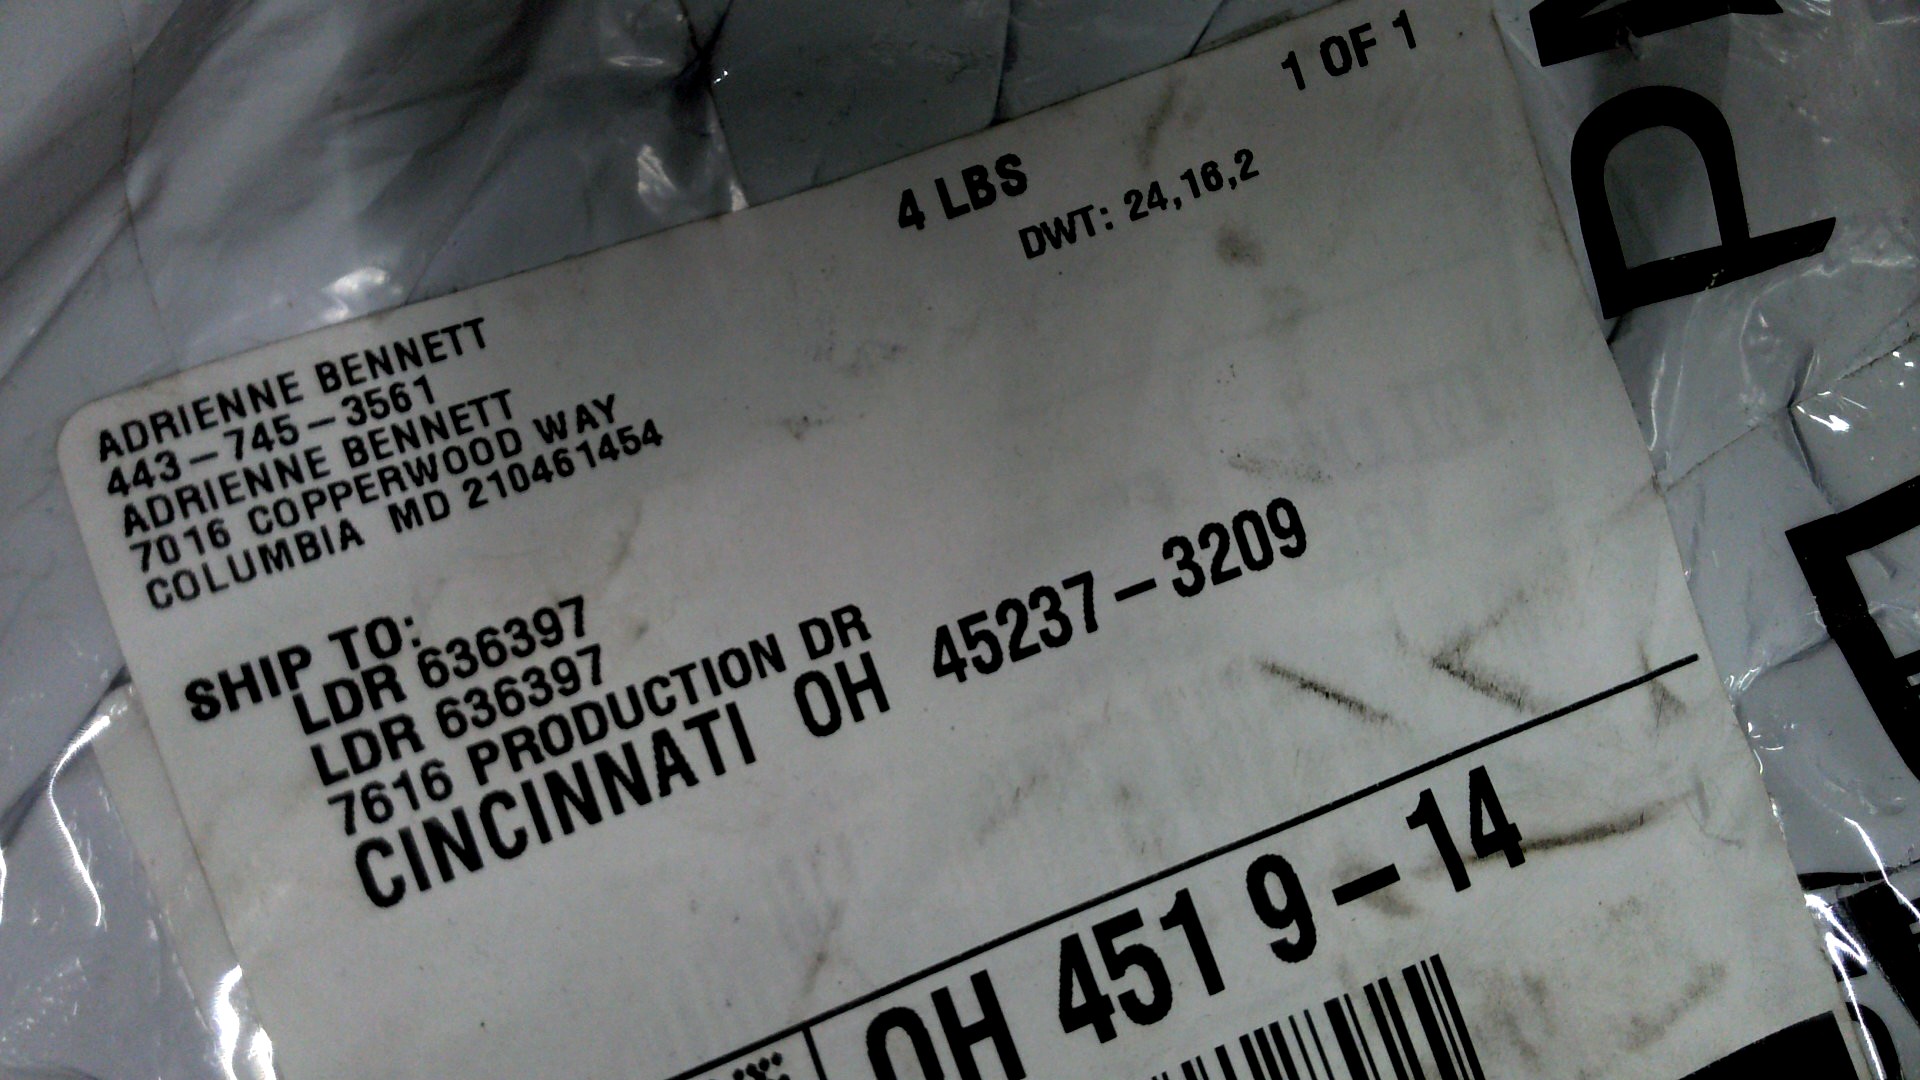 1 OF 1
4 LBS
DWT: 24,16,2
ADRIENNE BENNETT
443-745-3561
ADRIENNE BENNETT
7016 COPPERWOOD WAY
COLUMBIA MD 210461454
SHIP TO:
LDR 636397
LDR 636397
7616 PRODUCTION DR
CINCINNATI OH 45237-3209
OH 451 9-14